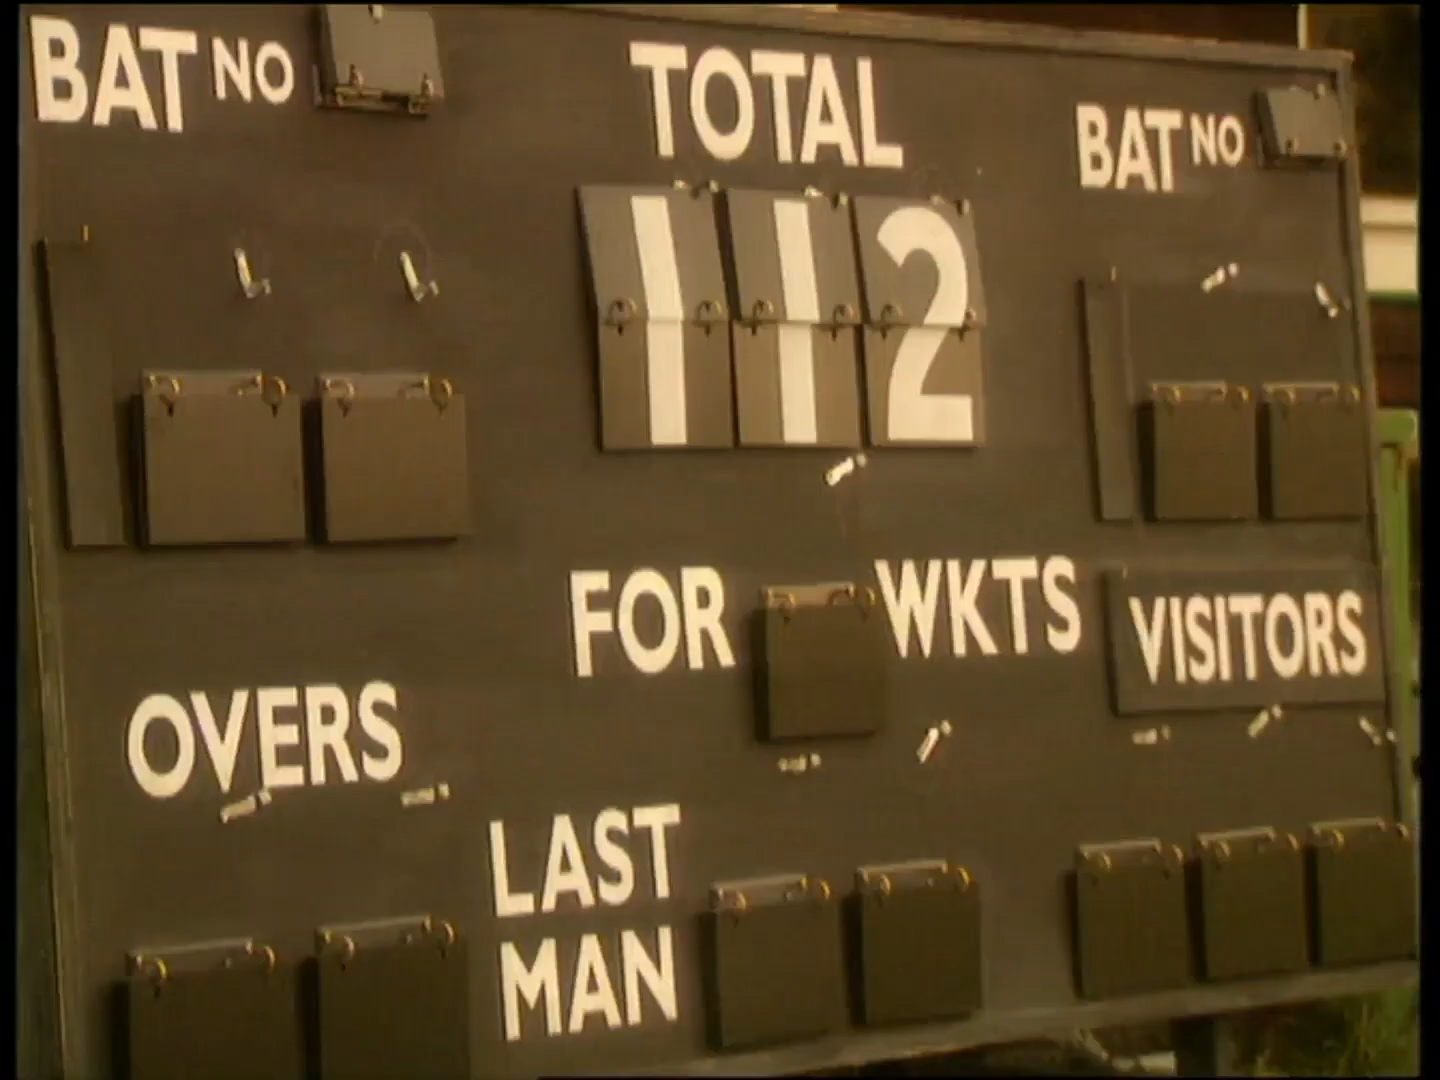 BAT NO
TOTAL
BAT NO
112
FOR WKTS
VISITORS
OVERS
LAST
MAN